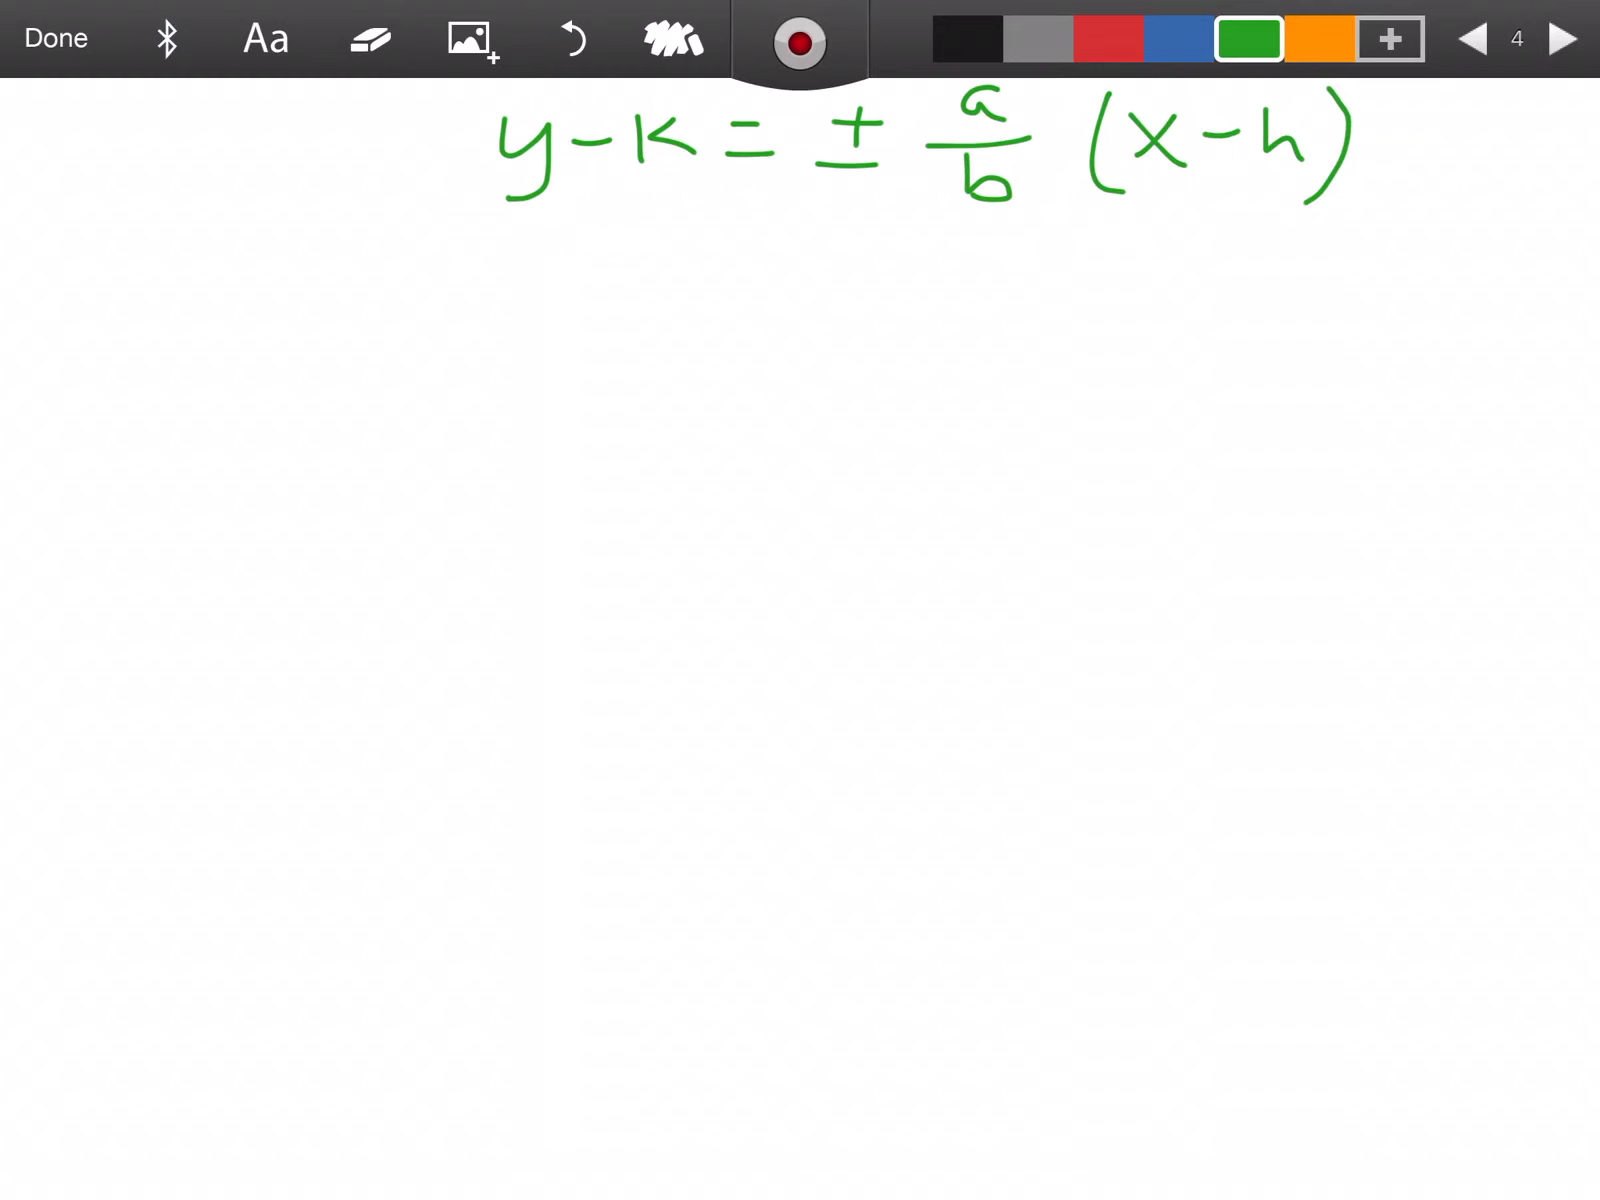 Done Aa 4
y-k = ± a/b (x-h)